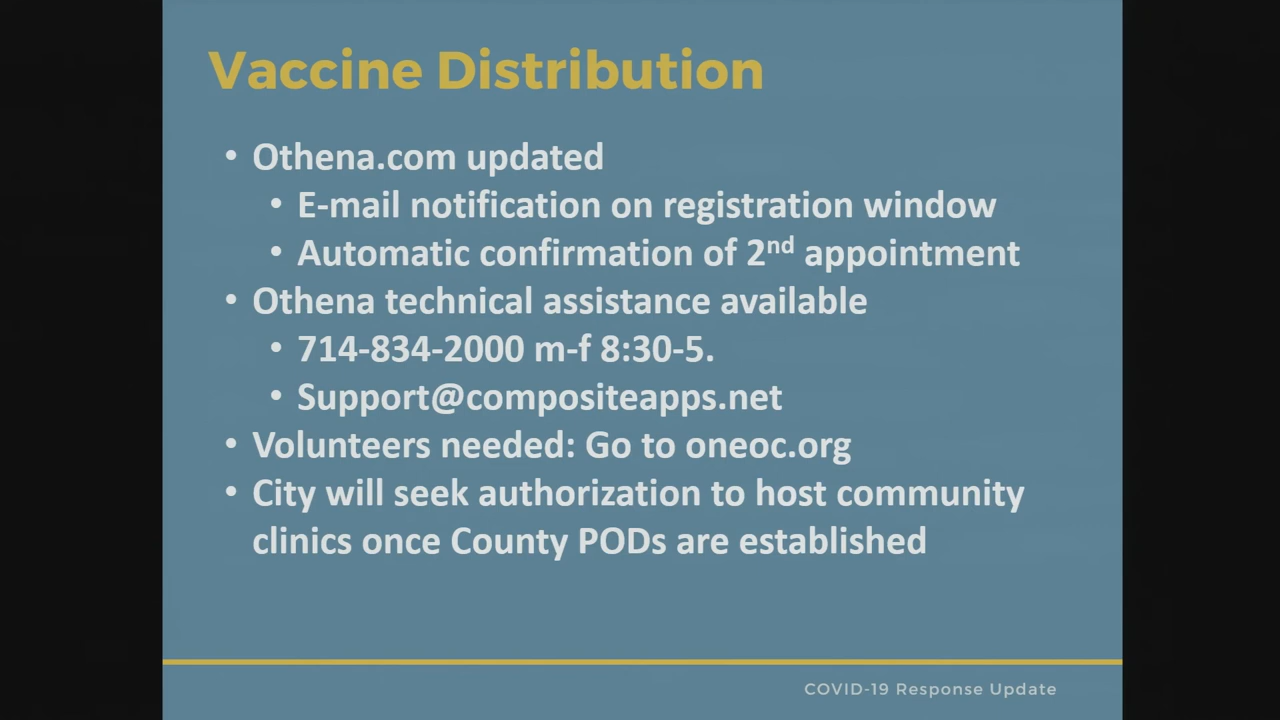 Vaccine Distribution
• Othena.com updated
• E-mail notification on registration window
• Automatic confirmation of 2nd appointment
• Othena technical assistance available
• 714-834-2000 m-f 8:30-5.
• Support@compositeapps.net
• Volunteers needed: Go to oneoc.org
• City will seek authorization to host community
clinics once County PODs are established
COVID-19 Response Update